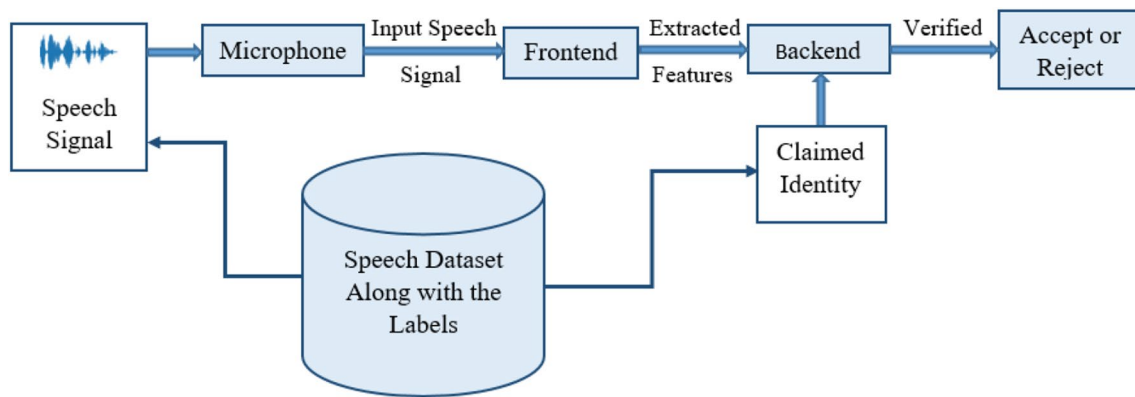 Speech
Signal
Microphone
Input Speech
Signal
Frontend
Extracted
Features
Backend
Verified
Accept or
Reject
Claimed
Identity
Speech Dataset
Along with the
Labels